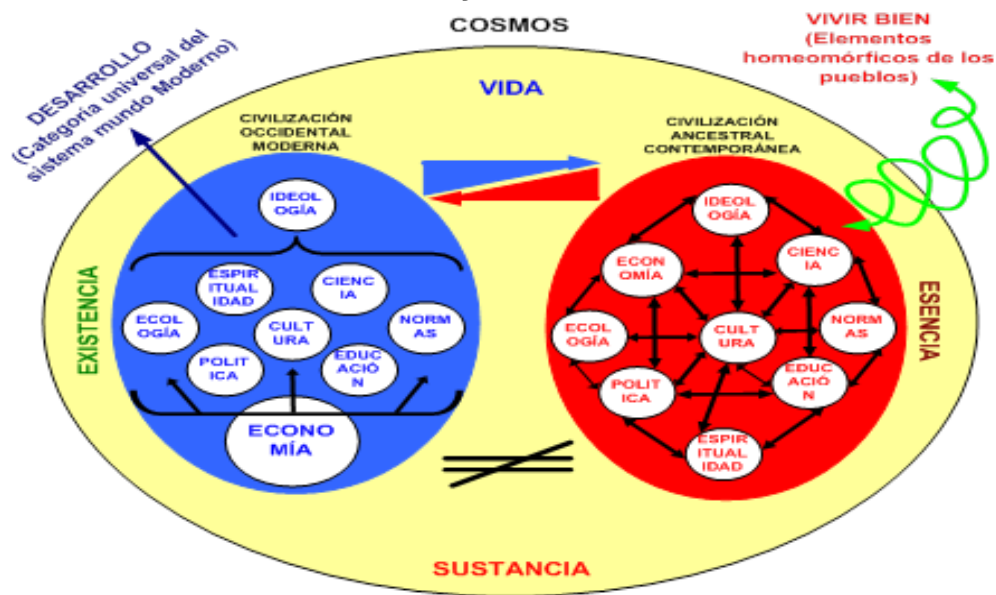 COSMOS
DESARROLLO
(Categoría universal del
sistema mundo Moderno)
VIVIR BIEN
(Elementos
homeomórficos de los
pueblos)
VIDA
CIVILIZACIÓN
OCCIDENTAL
MODERNA
CIVILIZACIÓN
ANCESTRAL
CONTEMPORÁNEA
EXISTENCIA
IDEOL
OGÍA
ESPIR
ITUAL
IDAD
CIENC
IA
ECOL
OGÍA
CULT
URA
NOR
MAS
POLIT
ICA
EDUC
ACIÓ
N
ECONO
MÍA
IDEOL
OGÍA
ECON
OMÍA
CIENC
IA
ECOL
OGÍA
CULT
URA
NORM
AS
POLIT
ICA
EDUC
ACIÓ
N
ESPIR
ITUAL
IDAD
ESENCIA
SUSTANCIA